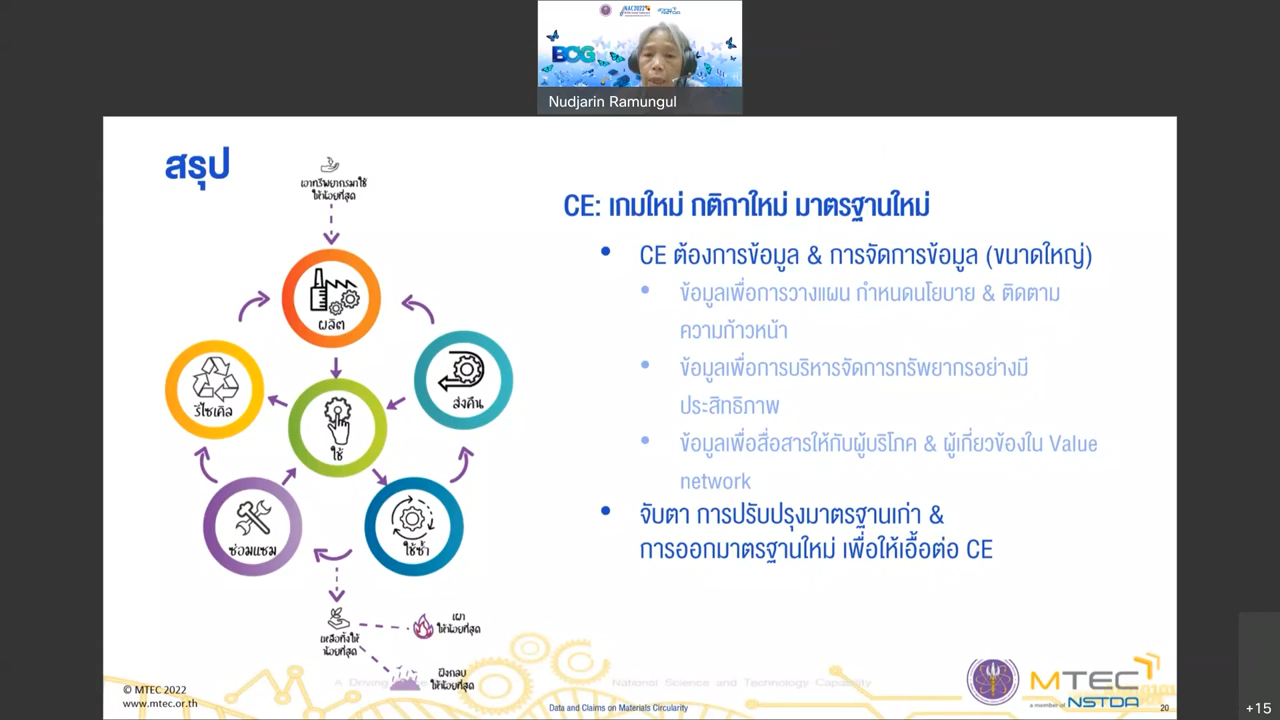 NAC2022
NSTDA
BCG
Nudjarin Ramungul
สรุป
เอาทรัพยากรมาใช้
ให้น้อยที่สุด
ผลิต
รีไซเคิล
ส่งคืน
ใช้
ซ่อมแซม
ใช้ซ้ำ
เหลือทิ้งให้
น้อยที่สุด
เผา
ให้น้อยที่สุด
ฝังกลบ
ให้น้อยที่สุด
CE: เกมใหม่ กติกาใหม่ มาตรฐานใหม่
• CE ต้องการข้อมูล & การจัดการข้อมูล (ขนาดใหญ่)
• ข้อมูลเพื่อการวางแผน กำหนดนโยบาย & ติดตาม
ความก้าวหน้า
• ข้อมูลเพื่อการบริหารจัดการทรัพยากรอย่างมี
ประสิทธิภาพ
• ข้อมูลเพื่อสื่อสารให้กับผู้บริโภค & ผู้เกี่ยวข้องใน Value
network
• จับตา การปรับปรุงมาตรฐานเก่า &
การออกมาตรฐานใหม่ เพื่อให้เอื้อต่อ CE
A Driving National Science and Technology Capability
© MTEC 2022
www.mtec.or.th
Data and Claims on Materials Circularity
MTEC
a member of NSTDA
20
+15